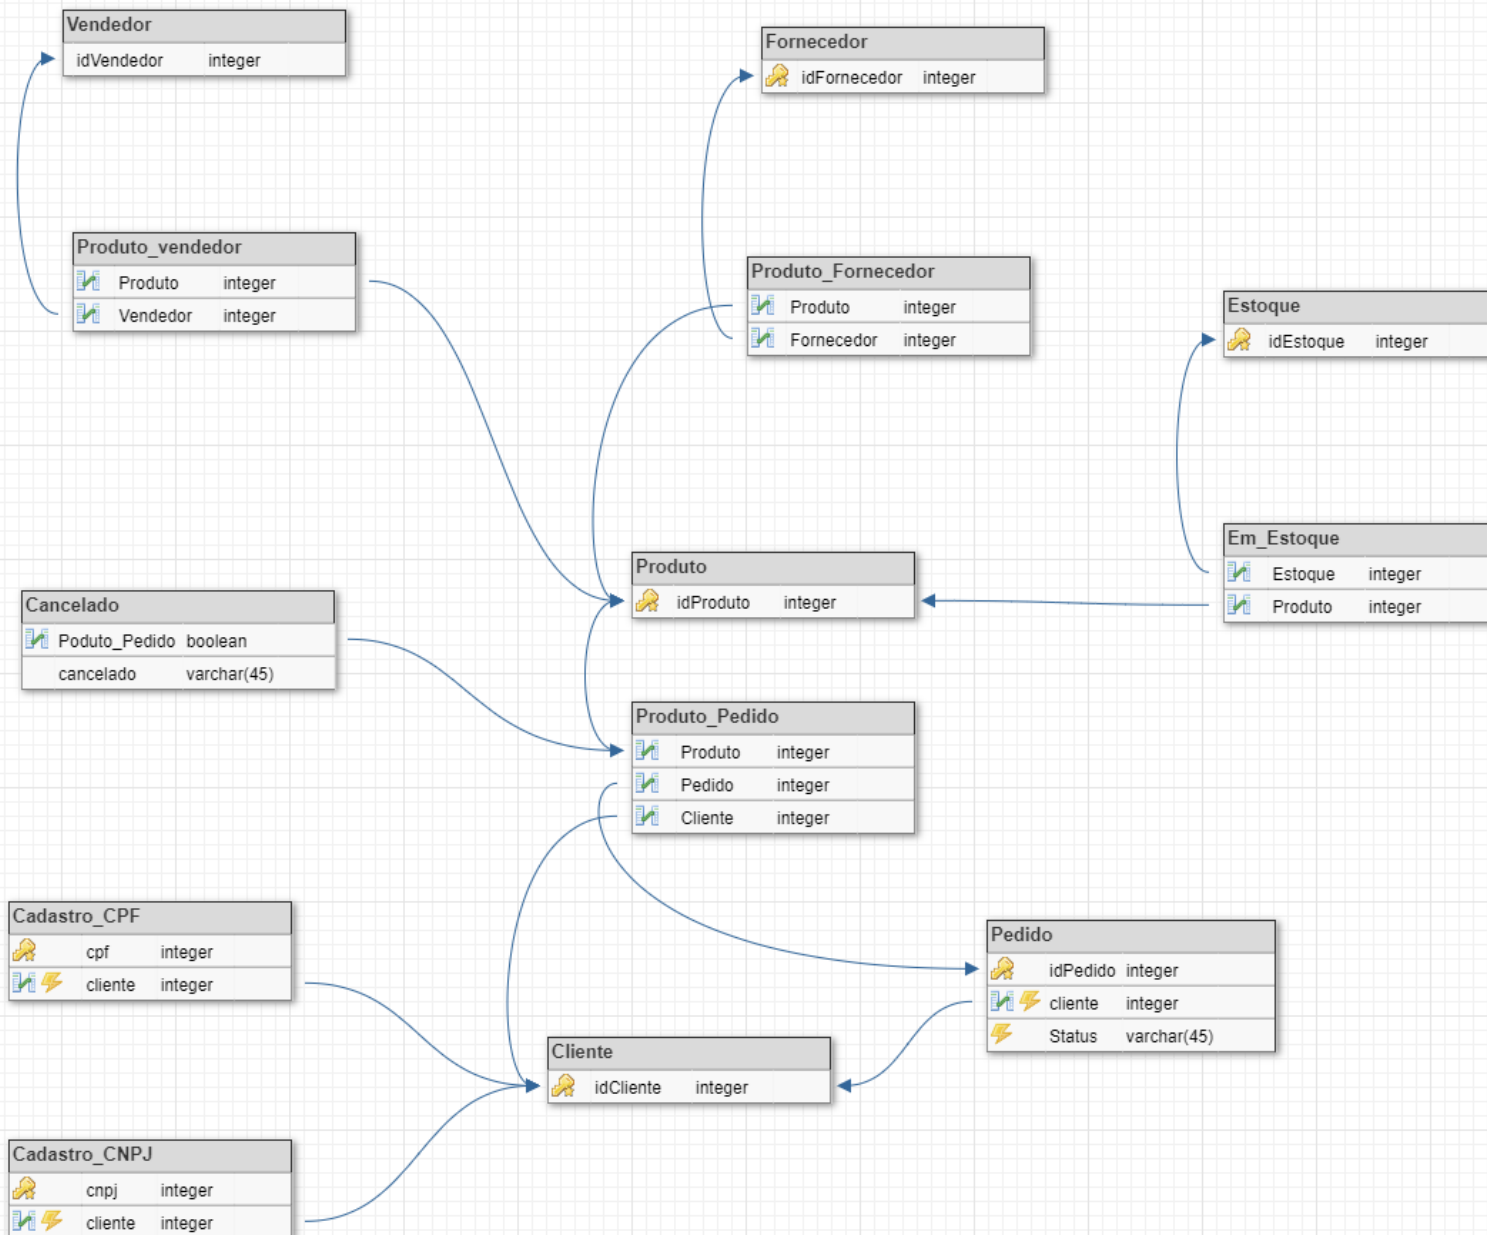 Vendedor
idVendedor integer
Fornecedor
idFornecedor integer
Produto_vendedor
Produto integer
Vendedor integer
Produto_Fornecedor
Produto integer
Fornecedor integer
Estoque
idEstoque integer
Em_Estoque
Estoque integer
Produto integer
Produto
idProduto integer
Cancelado
Poduto_Pedido boolean
cancelado varchar(45)
Produto_Pedido
Produto integer
Pedido integer
Cliente integer
Cadastro_CPF
cpf integer
cliente integer
Pedido
idPedido integer
cliente integer
Status varchar(45)
Cliente
idCliente integer
Cadastro_CNPJ
cnpj integer
cliente integer